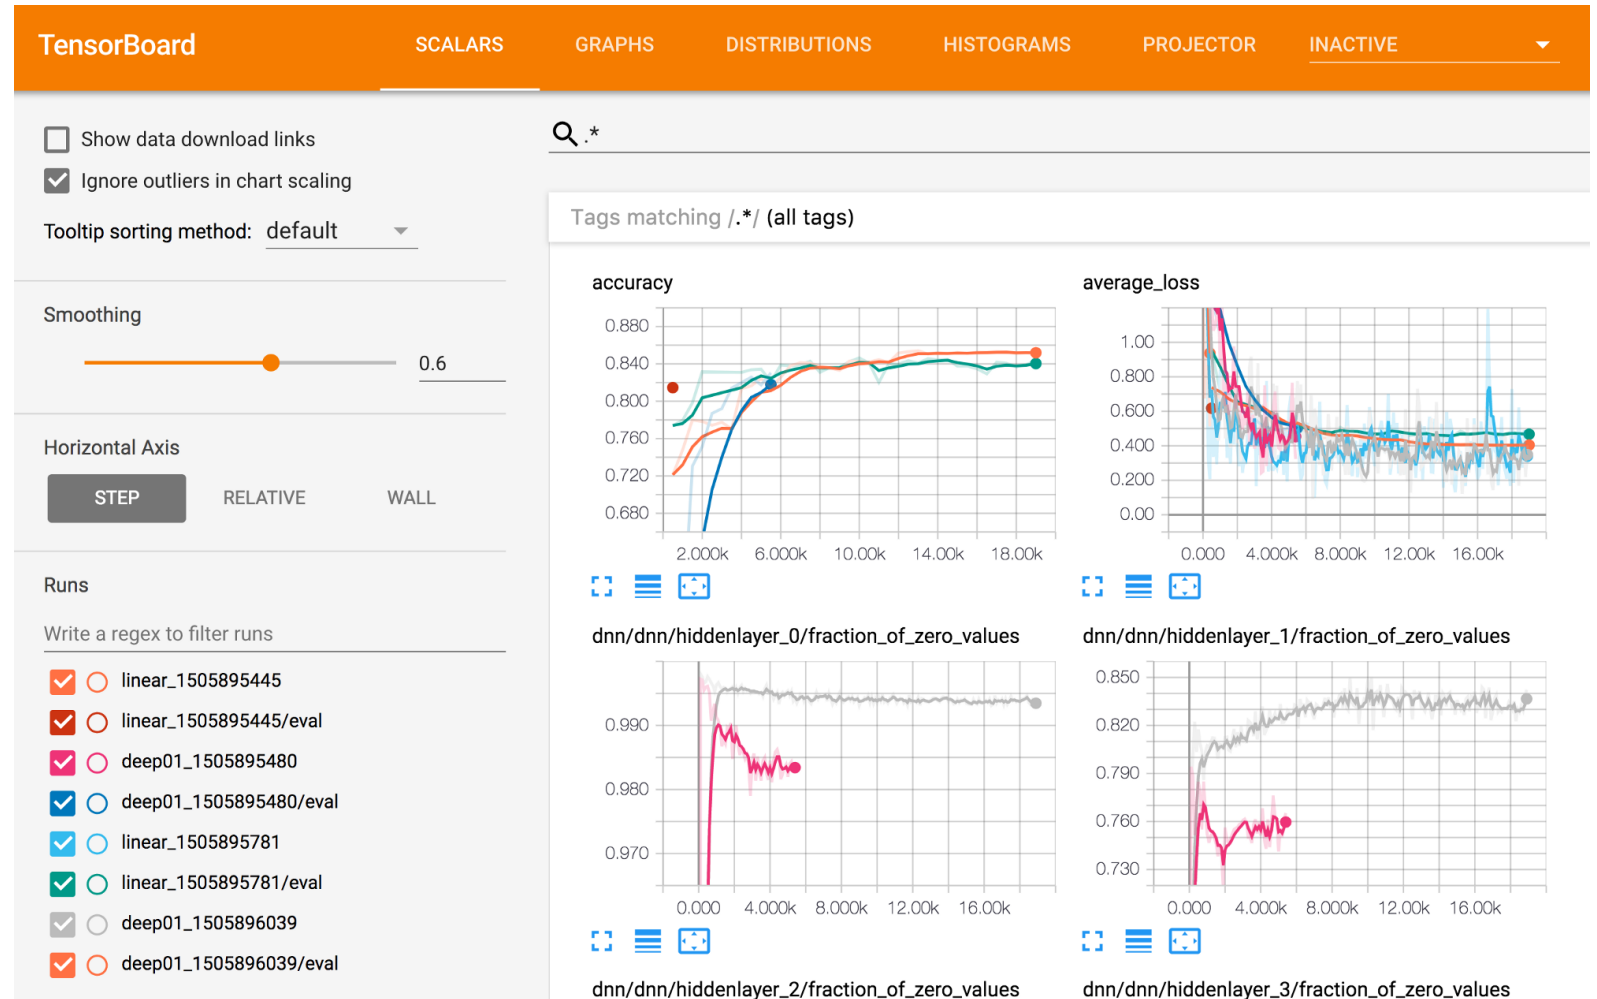 TensorBoard SCALARS GRAPHS DISTRIBUTIONS HISTOGRAMS PROJECTOR INACTIVE
Show data download links
Ignore outliers in chart scaling
Tooltip sorting method: default
Smoothing
0.6
Horizontal Axis
STEP RELATIVE WALL
Runs
Write a regex to filter runs
linear_1505895445
linear_1505895445/eval
deep01_1505895480
deep01_1505895480/eval
linear_1505895781
linear_1505895781/eval
deep01_1505896039
deep01_1505896039/eval
.*
Tags matching /.*/ (all tags)
accuracy
0.880
0.840
0.800
0.760
0.720
0.680
2.000k 6.000k 10.00k 14.00k 18.00k
average_loss
1.00
0.800
0.600
0.400
0.200
0.00
0.000 4.000k 8.000k 12.00k 16.00k
dnn/dnn/hiddenlayer_0/fraction_of_zero_values
0.990
0.980
0.970
0.000 4.000k 8.000k 12.00k 16.00k
dnn/dnn/hiddenlayer_1/fraction_of_zero_values
0.850
0.820
0.790
0.760
0.730
0.000 4.000k 8.000k 12.00k 16.00k
dnn/dnn/hiddenlayer_2/fraction_of_zero_values
dnn/dnn/hiddenlayer_3/fraction_of_zero_values